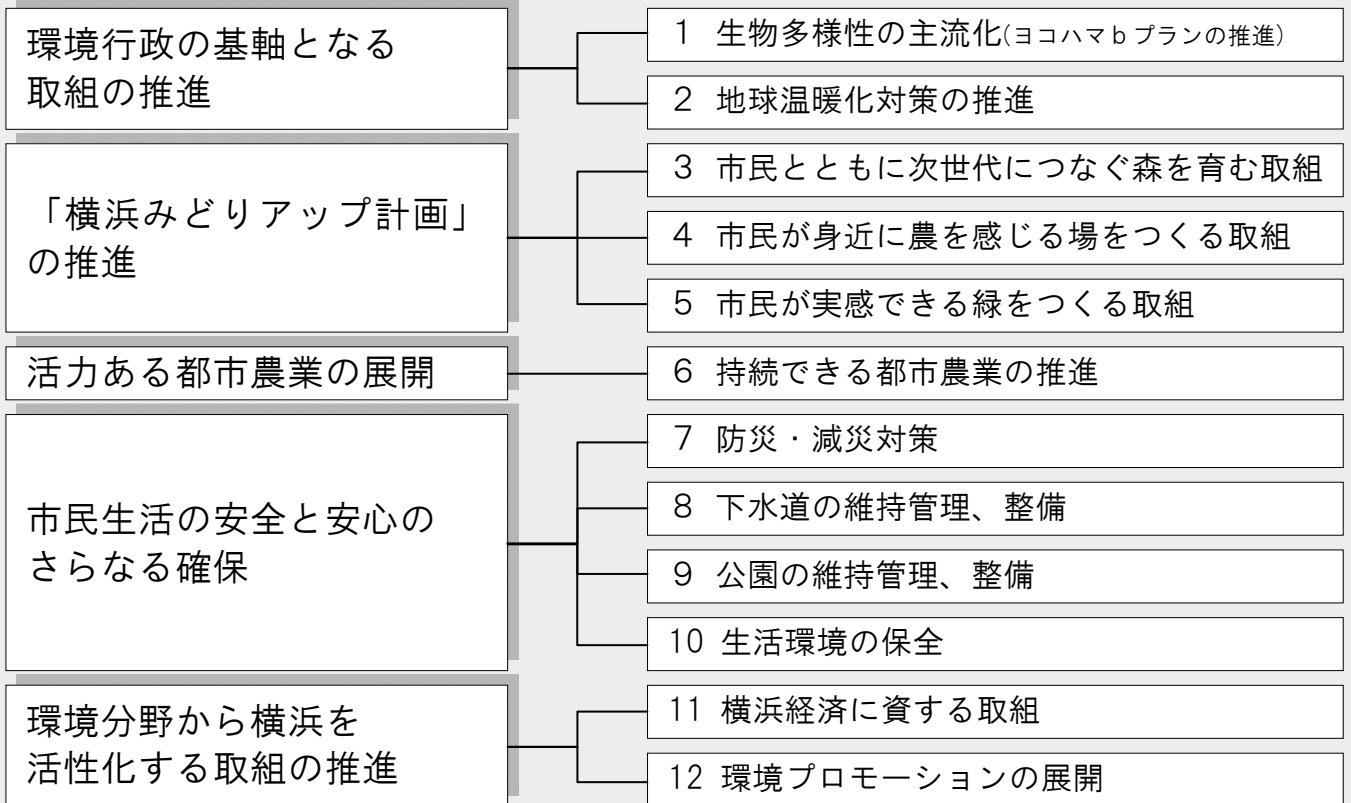 環境行政の基軸となる
取組の推進
1 生物多様性の主流化(ヨコハマbプランの推進)
2 地球温暖化対策の推進
「横浜みどりアップ計画」
の推進
3 市民とともに次世代につなぐ森を育む取組
4 市民が身近に農を感じる場をつくる取組
5 市民が実感できる緑をつくる取組
活力ある都市農業の展開
6 持続できる都市農業の推進
市民生活の安全と安心の
さらなる確保
7 防災・減災対策
8 下水道の維持管理、整備
9 公園の維持管理、整備
10 生活環境の保全
環境分野から横浜を
活性化する取組の推進
11 横浜経済に資する取組
12 環境プロモーションの展開